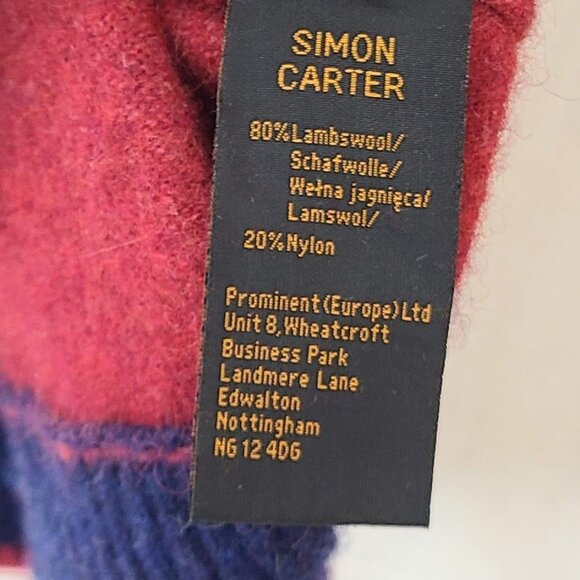 SIMON
CARTER
80%Lambswool/
Schafwolle/
Wełna jagnięca/
Lamswol/
20%Nylon
Prominent(Europe)Ltd
Unit 8,Wheatcroft
Business Park
Landmere Lane
Edwalton
Nottingham
NG12 4DG